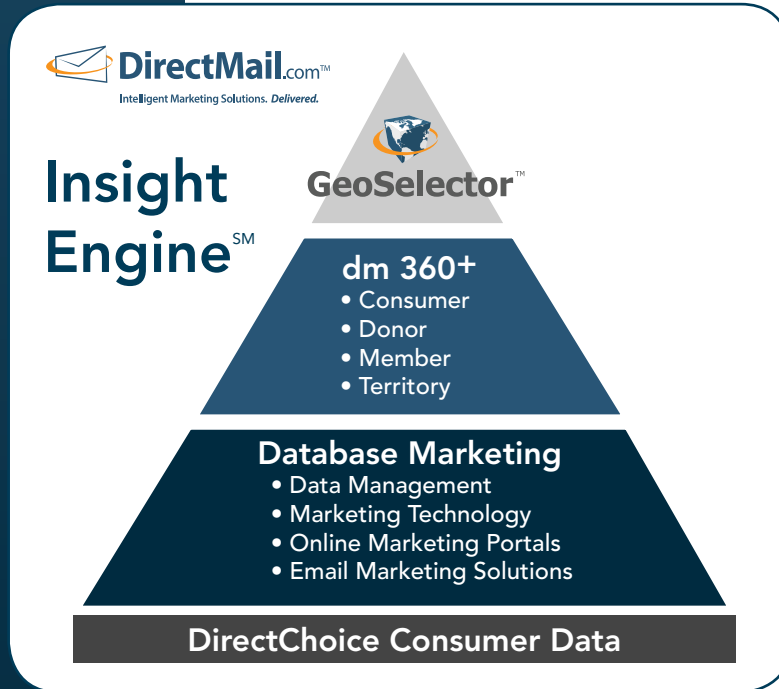 DirectMail.com™
Intelligent Marketing Solutions. Delivered.
Insight
Engine℠
GeoSelector™
dm 360+
• Consumer
• Donor
• Member
• Territory
Database Marketing
• Data Management
• Marketing Technology
• Online Marketing Portals
• Email Marketing Solutions
DirectChoice Consumer Data